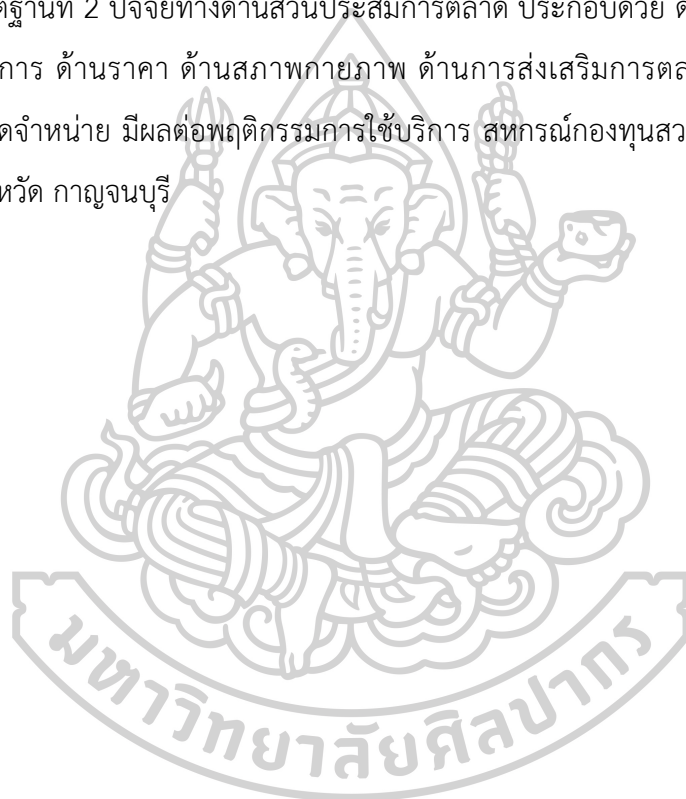 ตฐานที่ 2 ปัจจัยทางด้านส่วนประสมการตลาด ประกอบด้วย ด
การ ด้านราคา ด้านสภาพกายภาพ ด้านการส่งเสริมการตล
ดจำหน่าย มีผลต่อพฤติกรรมการใช้บริการ สหกรณ์กองทุนสว
หวัด กาญจนบุรี
มหาวิทยาลัยศิลปากร